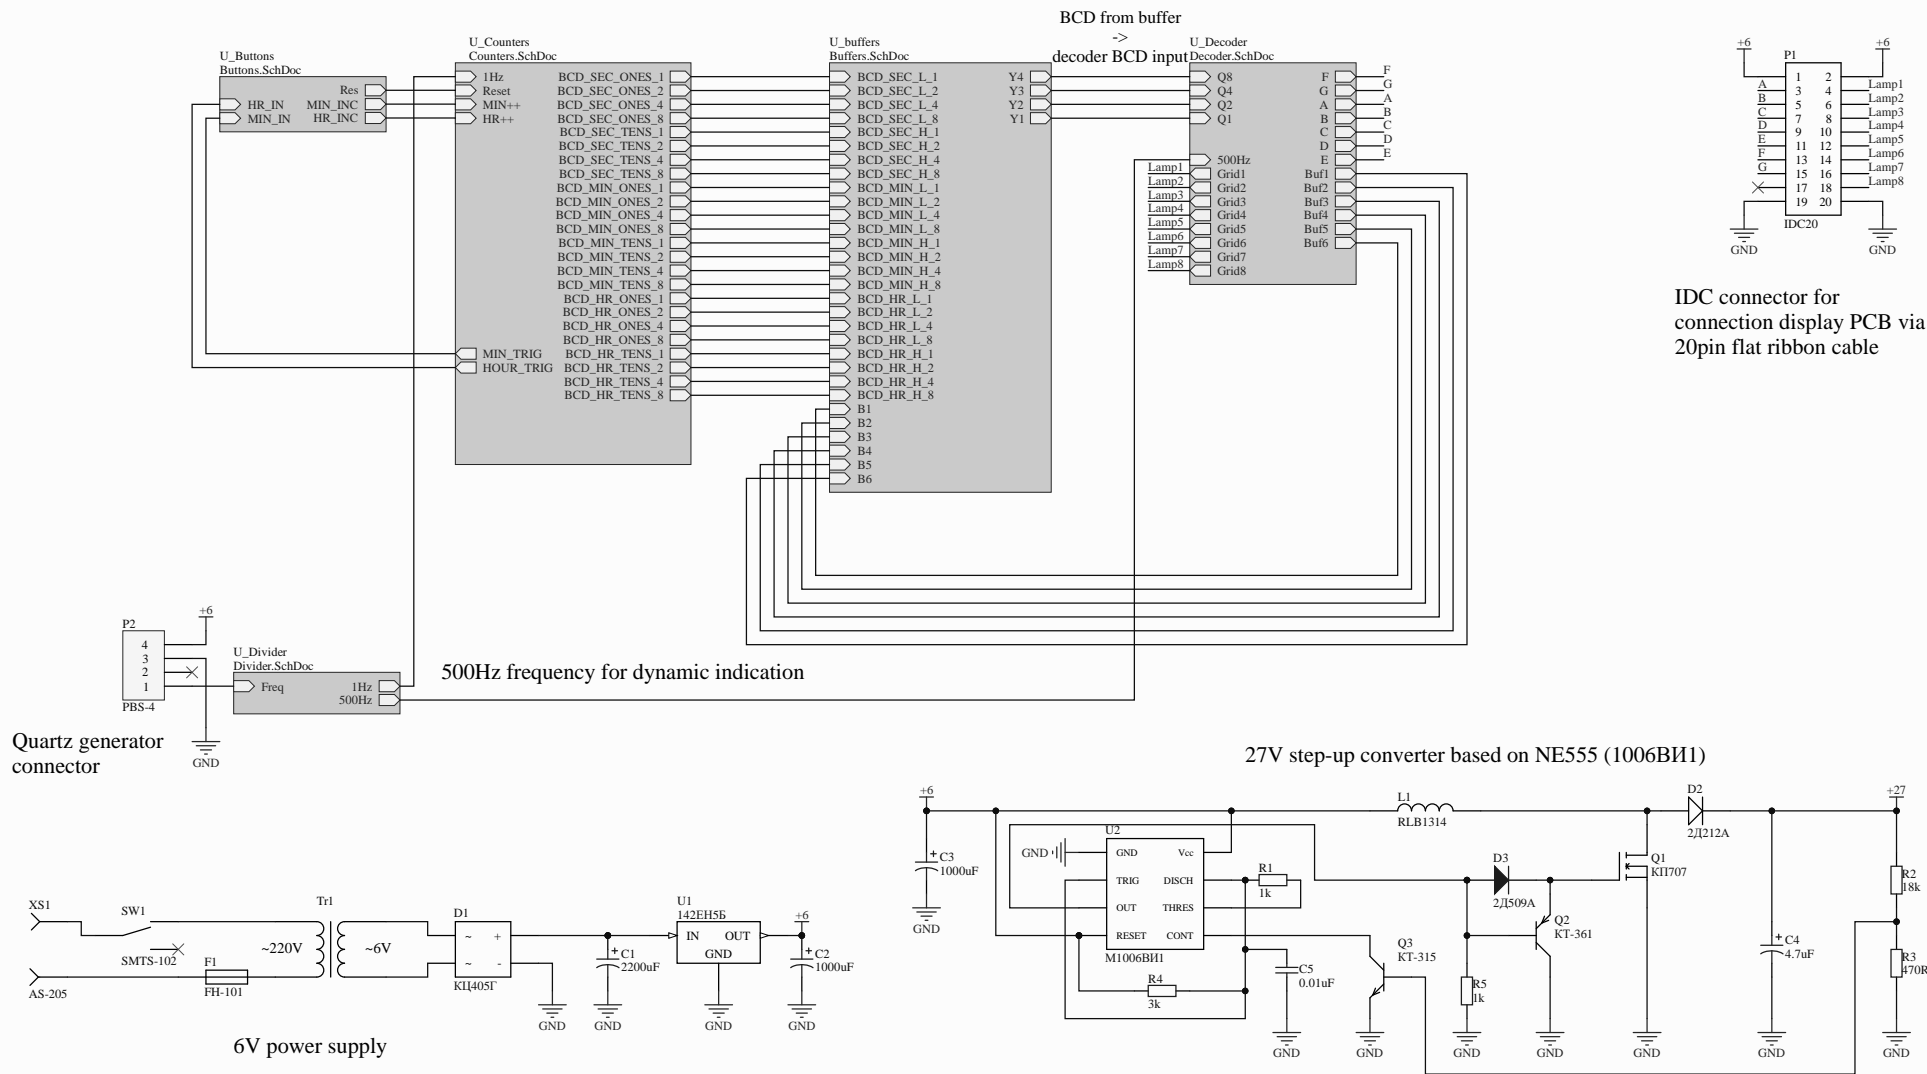 BCD from buffer
->
decoder BCD input
U_Buttons
Buttons.SchDoc
Res
HR_IN
MIN_INC
MIN_IN
HR_INC
U_Counters
Counters.SchDoc
1Hz
Reset
MIN++
HR++
MIN_TRIG
HOUR_TRIG
BCD_SEC_ONES_1
BCD_SEC_ONES_2
BCD_SEC_ONES_4
BCD_SEC_ONES_8
BCD_SEC_TENS_1
BCD_SEC_TENS_2
BCD_SEC_TENS_4
BCD_SEC_TENS_8
BCD_MIN_ONES_1
BCD_MIN_ONES_2
BCD_MIN_ONES_4
BCD_MIN_ONES_8
BCD_MIN_TENS_1
BCD_MIN_TENS_2
BCD_MIN_TENS_4
BCD_MIN_TENS_8
BCD_HR_ONES_1
BCD_HR_ONES_2
BCD_HR_ONES_4
BCD_HR_ONES_8
BCD_HR_TENS_1
BCD_HR_TENS_2
BCD_HR_TENS_4
BCD_HR_TENS_8
U_buffers
Buffers.SchDoc
BCD_SEC_L_1
BCD_SEC_L_2
BCD_SEC_L_4
BCD_SEC_L_8
BCD_SEC_H_1
BCD_SEC_H_2
BCD_SEC_H_4
BCD_SEC_H_8
BCD_MIN_L_1
BCD_MIN_L_2
BCD_MIN_L_4
BCD_MIN_L_8
BCD_MIN_H_1
BCD_MIN_H_2
BCD_MIN_H_4
BCD_MIN_H_8
BCD_HR_L_1
BCD_HR_L_2
BCD_HR_L_4
BCD_HR_L_8
BCD_HR_H_1
BCD_HR_H_2
BCD_HR_H_4
BCD_HR_H_8
B1
B2
B3
B4
B5
B6
Y4
Y3
Y2
Y1
U_Decoder
Decoder.SchDoc
Q8
Q4
Q2
Q1
500Hz
Lamp1
Grid1
Lamp2
Grid2
Lamp3
Grid3
Lamp4
Grid4
Lamp5
Grid5
Lamp6
Grid6
Lamp7
Grid7
Lamp8
Grid8
F F
G G
A A
B B
C C
D D
E E
Buf1
Buf2
Buf3
Buf4
Buf5
Buf6
+6
+6
P1
1 2
A 3 4 Lamp1
B 5 6 Lamp2
C 7 8 Lamp3
D 9 10 Lamp4
E 11 12 Lamp5
F 13 14 Lamp6
G 15 16 Lamp7
17 18 Lamp8
19 20
IDC20
GND
GND
IDC connector for
connection display PCB via
20pin flat ribbon cable
+6
P2
4
3
2
1
PBS-4
GND
Quartz generator
connector
U_Divider
Divider.SchDoc
Freq
1Hz
500Hz
500Hz frequency for dynamic indication
27V step-up converter based on NE555 (1006ВИ1)
XS1
AS-205
SW1
SMTS-102
F1
FH-101
Tr1
~220V
~6V
D1
~ +
~ -
КЦ405Г
GND
C1
2200uF
GND
U1
142ЕН5Б
IN OUT
GND
GND
+6
C2
1000uF
GND
6V power supply
+6
C3
1000uF
GND
U2
GND
GND Vcc
TRIG DISCH
OUT THRES
RESET CONT
М1006ВИ1
R1
1k
R4
3k
C5
0.01uF
GND
Q3
КТ-315
GND
L1
RLB1314
D3
2Д509А
R5
1k
GND
Q2
КТ-361
GND
Q1
КП707
GND
D2
2Д212А
C4
4.7uF
GND
+27
R2
18k
R3
470R
GND